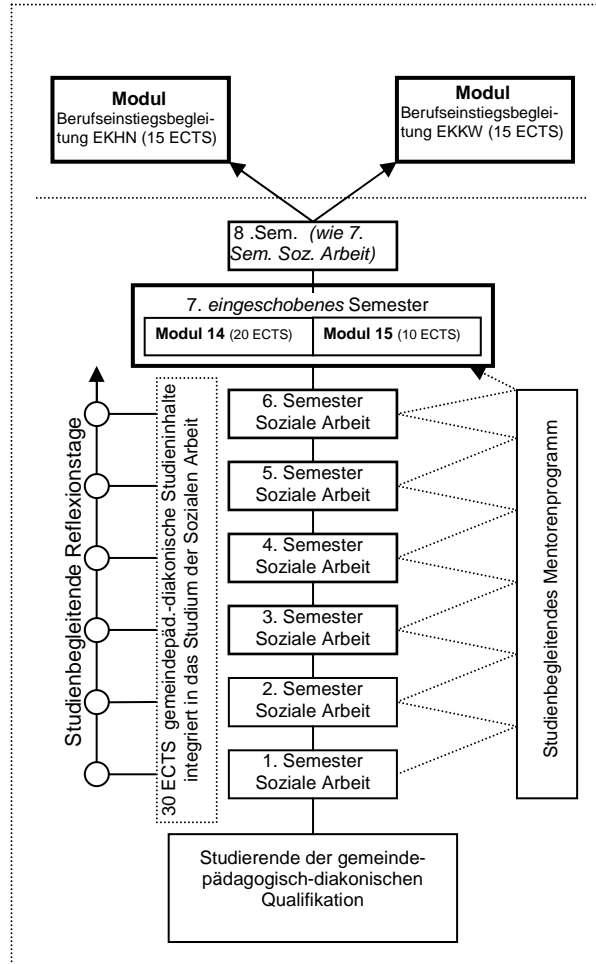 Modul
Berufseinstiegsbeglei-
tung EKHN (15 ECTS)
Modul
Berufseinstiegsbeglei-
tung EKKW (15 ECTS)
8 .Sem. (wie 7.
Sem. Soz. Arbeit)
7. eingeschobenes Semester
Modul 14 (20 ECTS)
Modul 15 (10 ECTS)
6. Semester
Soziale Arbeit
5. Semester
Soziale Arbeit
4. Semester
Soziale Arbeit
3. Semester
Soziale Arbeit
2. Semester
Soziale Arbeit
1. Semester
Soziale Arbeit
Studienbegleitende Reflexionstage
30 ECTS gemeindepäd.-diakonische Studieninhalte
integriert in das Studium der Sozialen Arbeit
Studienbegleitendes Mentorenprogramm
Studierende der gemeinde-
pädagogisch-diakonischen
Qualifikation